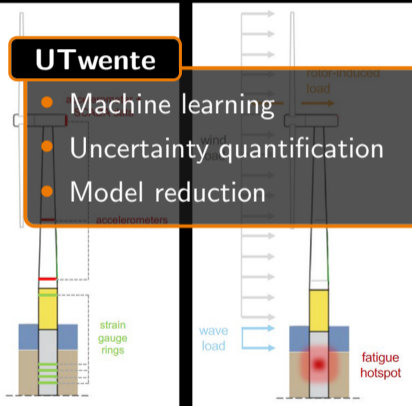 UTwente
rotor-induced
load
• Machine learning
wind
• Uncertainty quantification
• Model reduction
accelerometers
strain
gauge
rings
wave
load
fatigue
hotspot